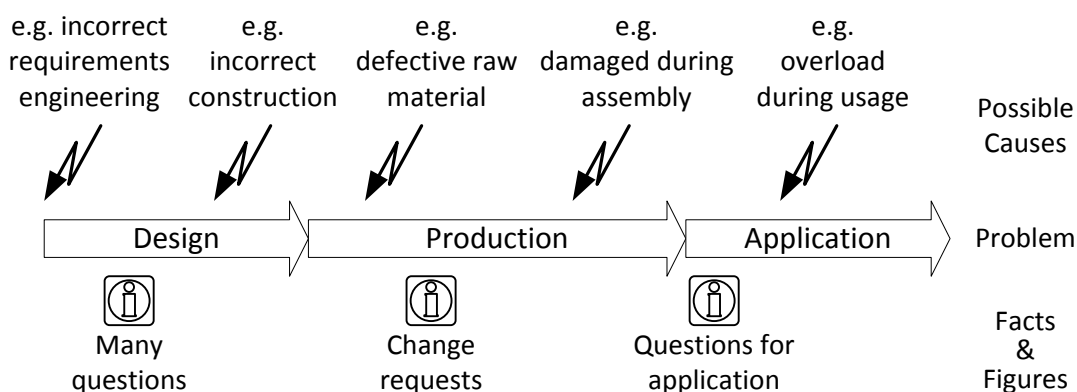 e.g. incorrect
requirements
engineering
e.g.
incorrect
construction
e.g.
defective raw
material
e.g.
damaged during
assembly
e.g.
overload
during usage
Possible
Causes
Design
Production
Application
Problem
Many
questions
Change
requests
Questions for
application
Facts
&
Figures